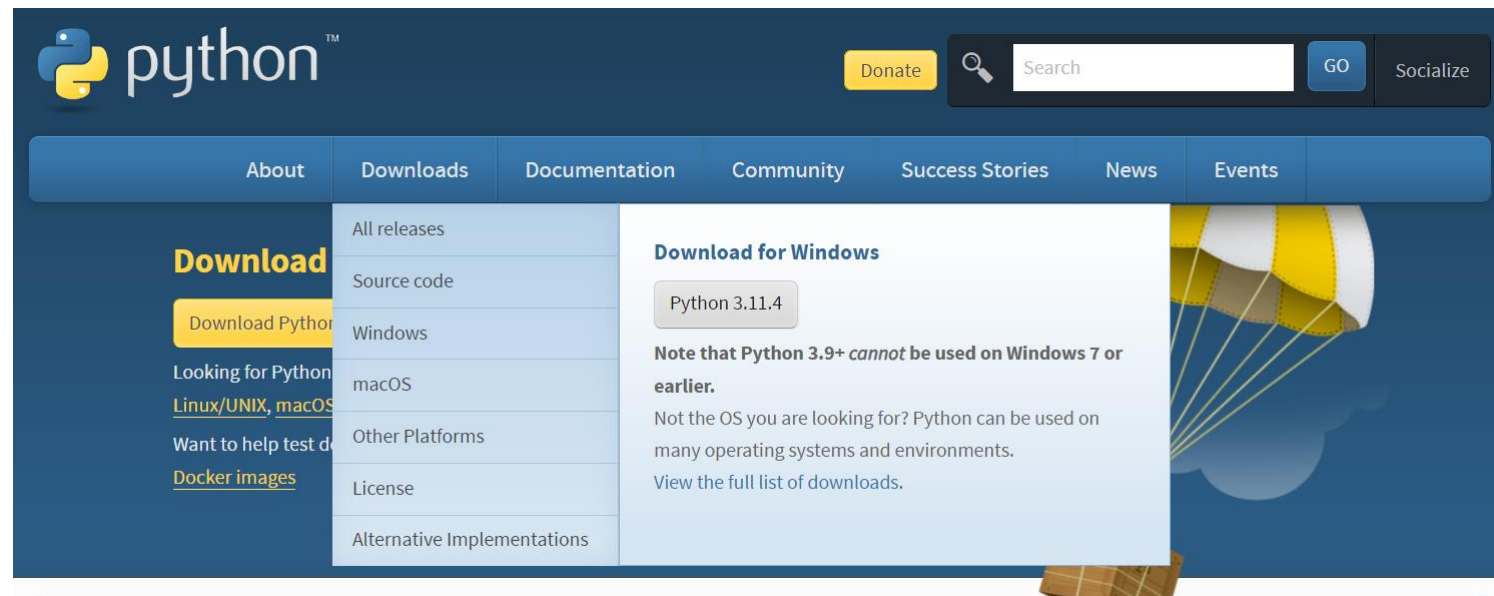 python™
Donate
Search
GO
Socialize
About
Downloads
Documentation
Community
Success Stories
News
Events
All releases
Source code
Windows
macOS
Other Platforms
License
Alternative Implementations
Download for Windows
Python 3.11.4
Note that Python 3.9+ cannot be used on Windows 7 or
earlier.
Not the OS you are looking for? Python can be used on
many operating systems and environments.
View the full list of downloads.
Download
Download Python
Looking for Python
Linux/UNIX, macOS
Want to help test
Docker images